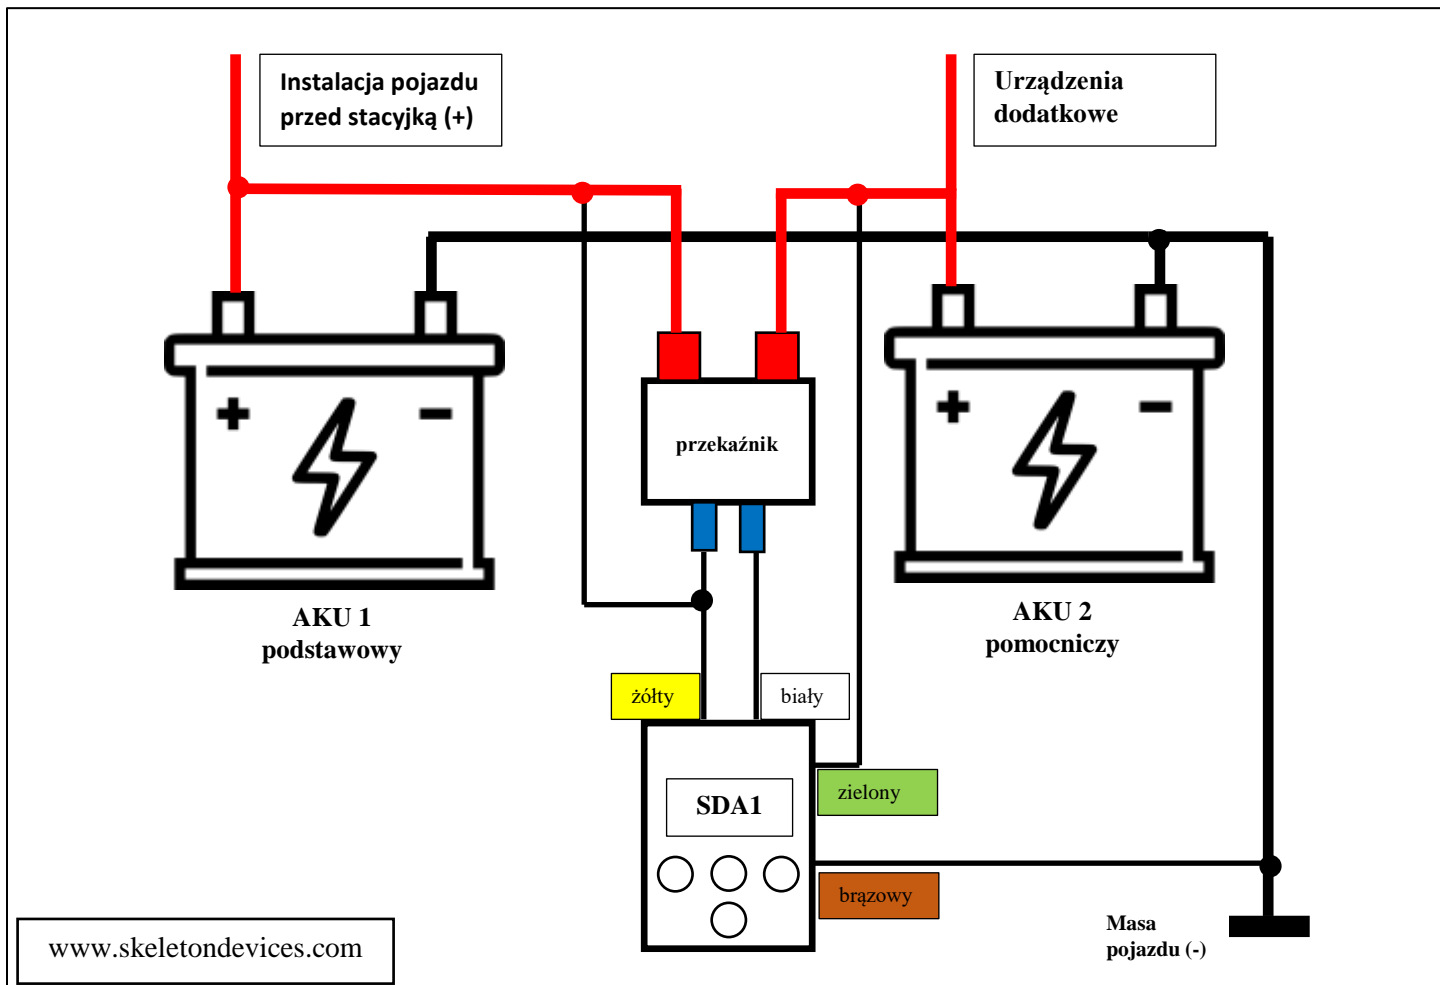 Instalacja pojazdu
przed stacyjką (+)
Urządzenia
dodatkowe
przekaźnik
AKU 1
podstawowy
AKU 2
pomocniczy
żółty
biały
zielony
SDA1
brązowy
Masa
pojazdu (-)
www.skeletondevices.com